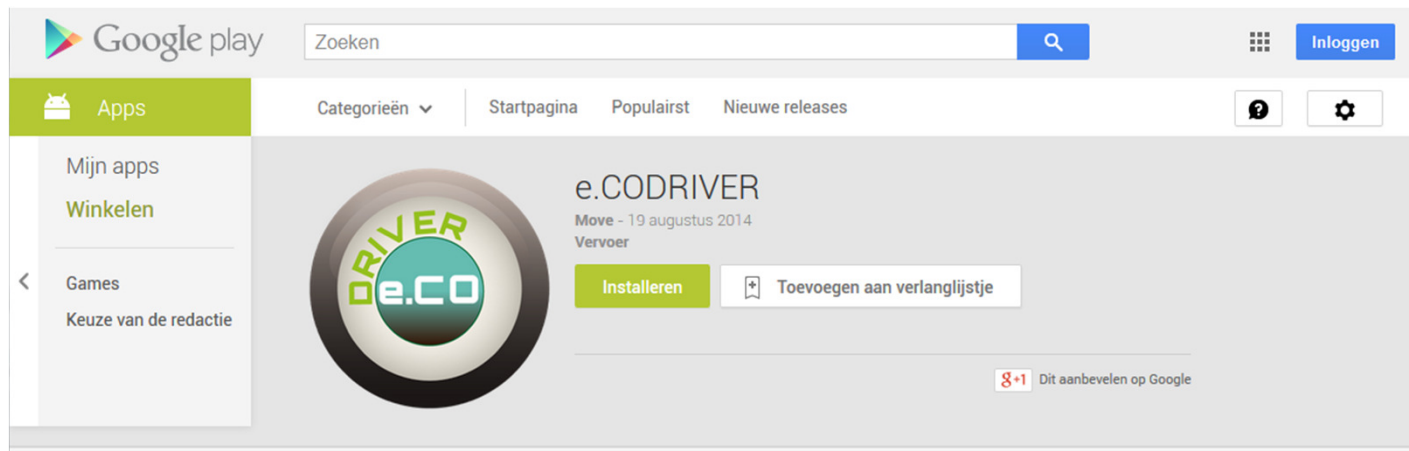 Google play
Zoeken
Inloggen
Apps
Categorieën
Startpagina
Populairst
Nieuwe releases
Mijn apps
Winkelen
Games
Keuze van de redactie
DRIVER
e.CO
e.CODRIVER
Move - 19 augustus 2014
Vervoer
Installeren
Toevoegen aan verlanglijstje
g+1 Dit aanbevelen op Google